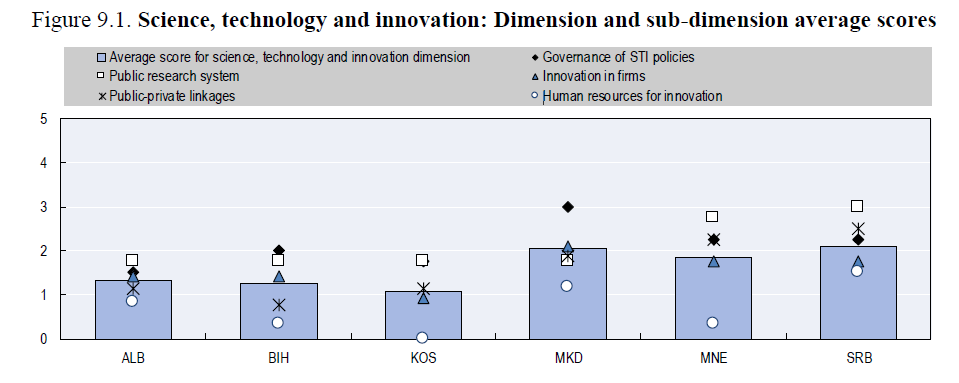 Figure 9.1. Science, technology and innovation: Dimension and sub-dimension average scores
Average score for science, technology and innovation dimension
Governance of STI policies
Public research system
Innovation in firms
Public-private linkages
Human resources for innovation
5
4
3
2
1
0
ALB BIH KOS MKD MNE SRB